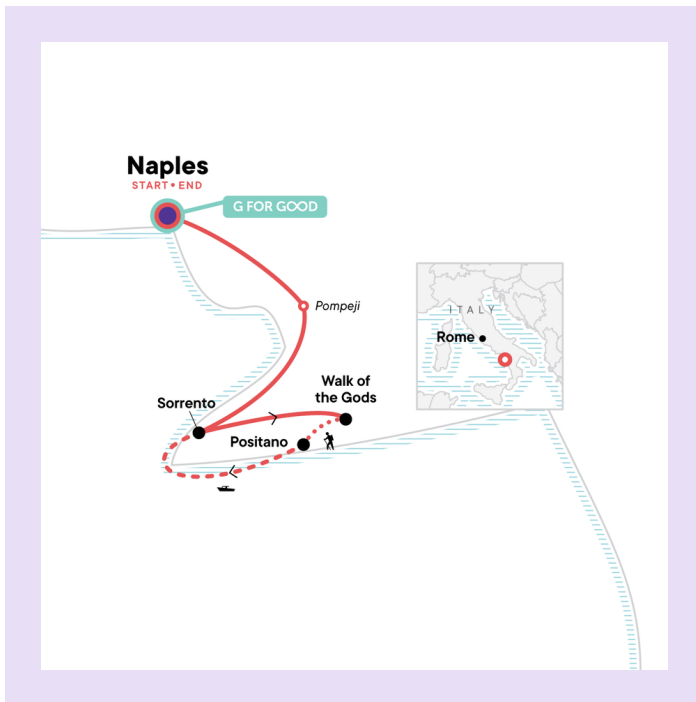 Naples
START • END
G FOR GOOD
Pompeji
ITALY
Rome
Walk of
the Gods
Sorrento
Positano